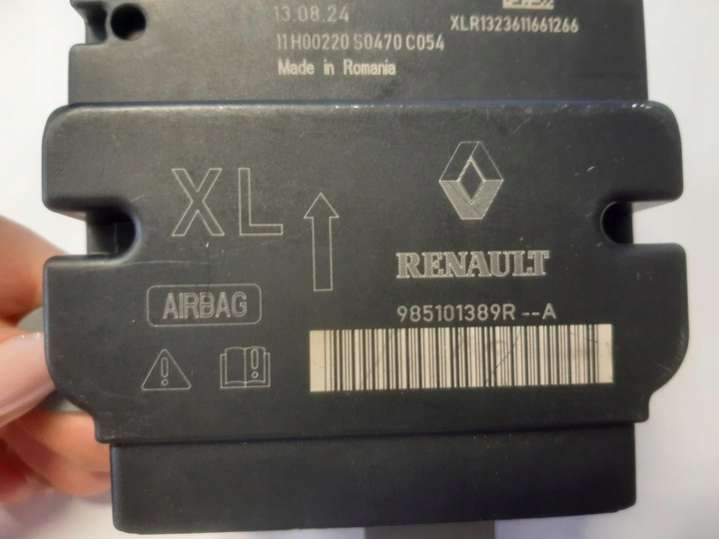 13.08.24
XLR1323611661266
11H00220 S0470 C054
Made in Romania
XL
RENAULT
AIRBAG
985101389R--A